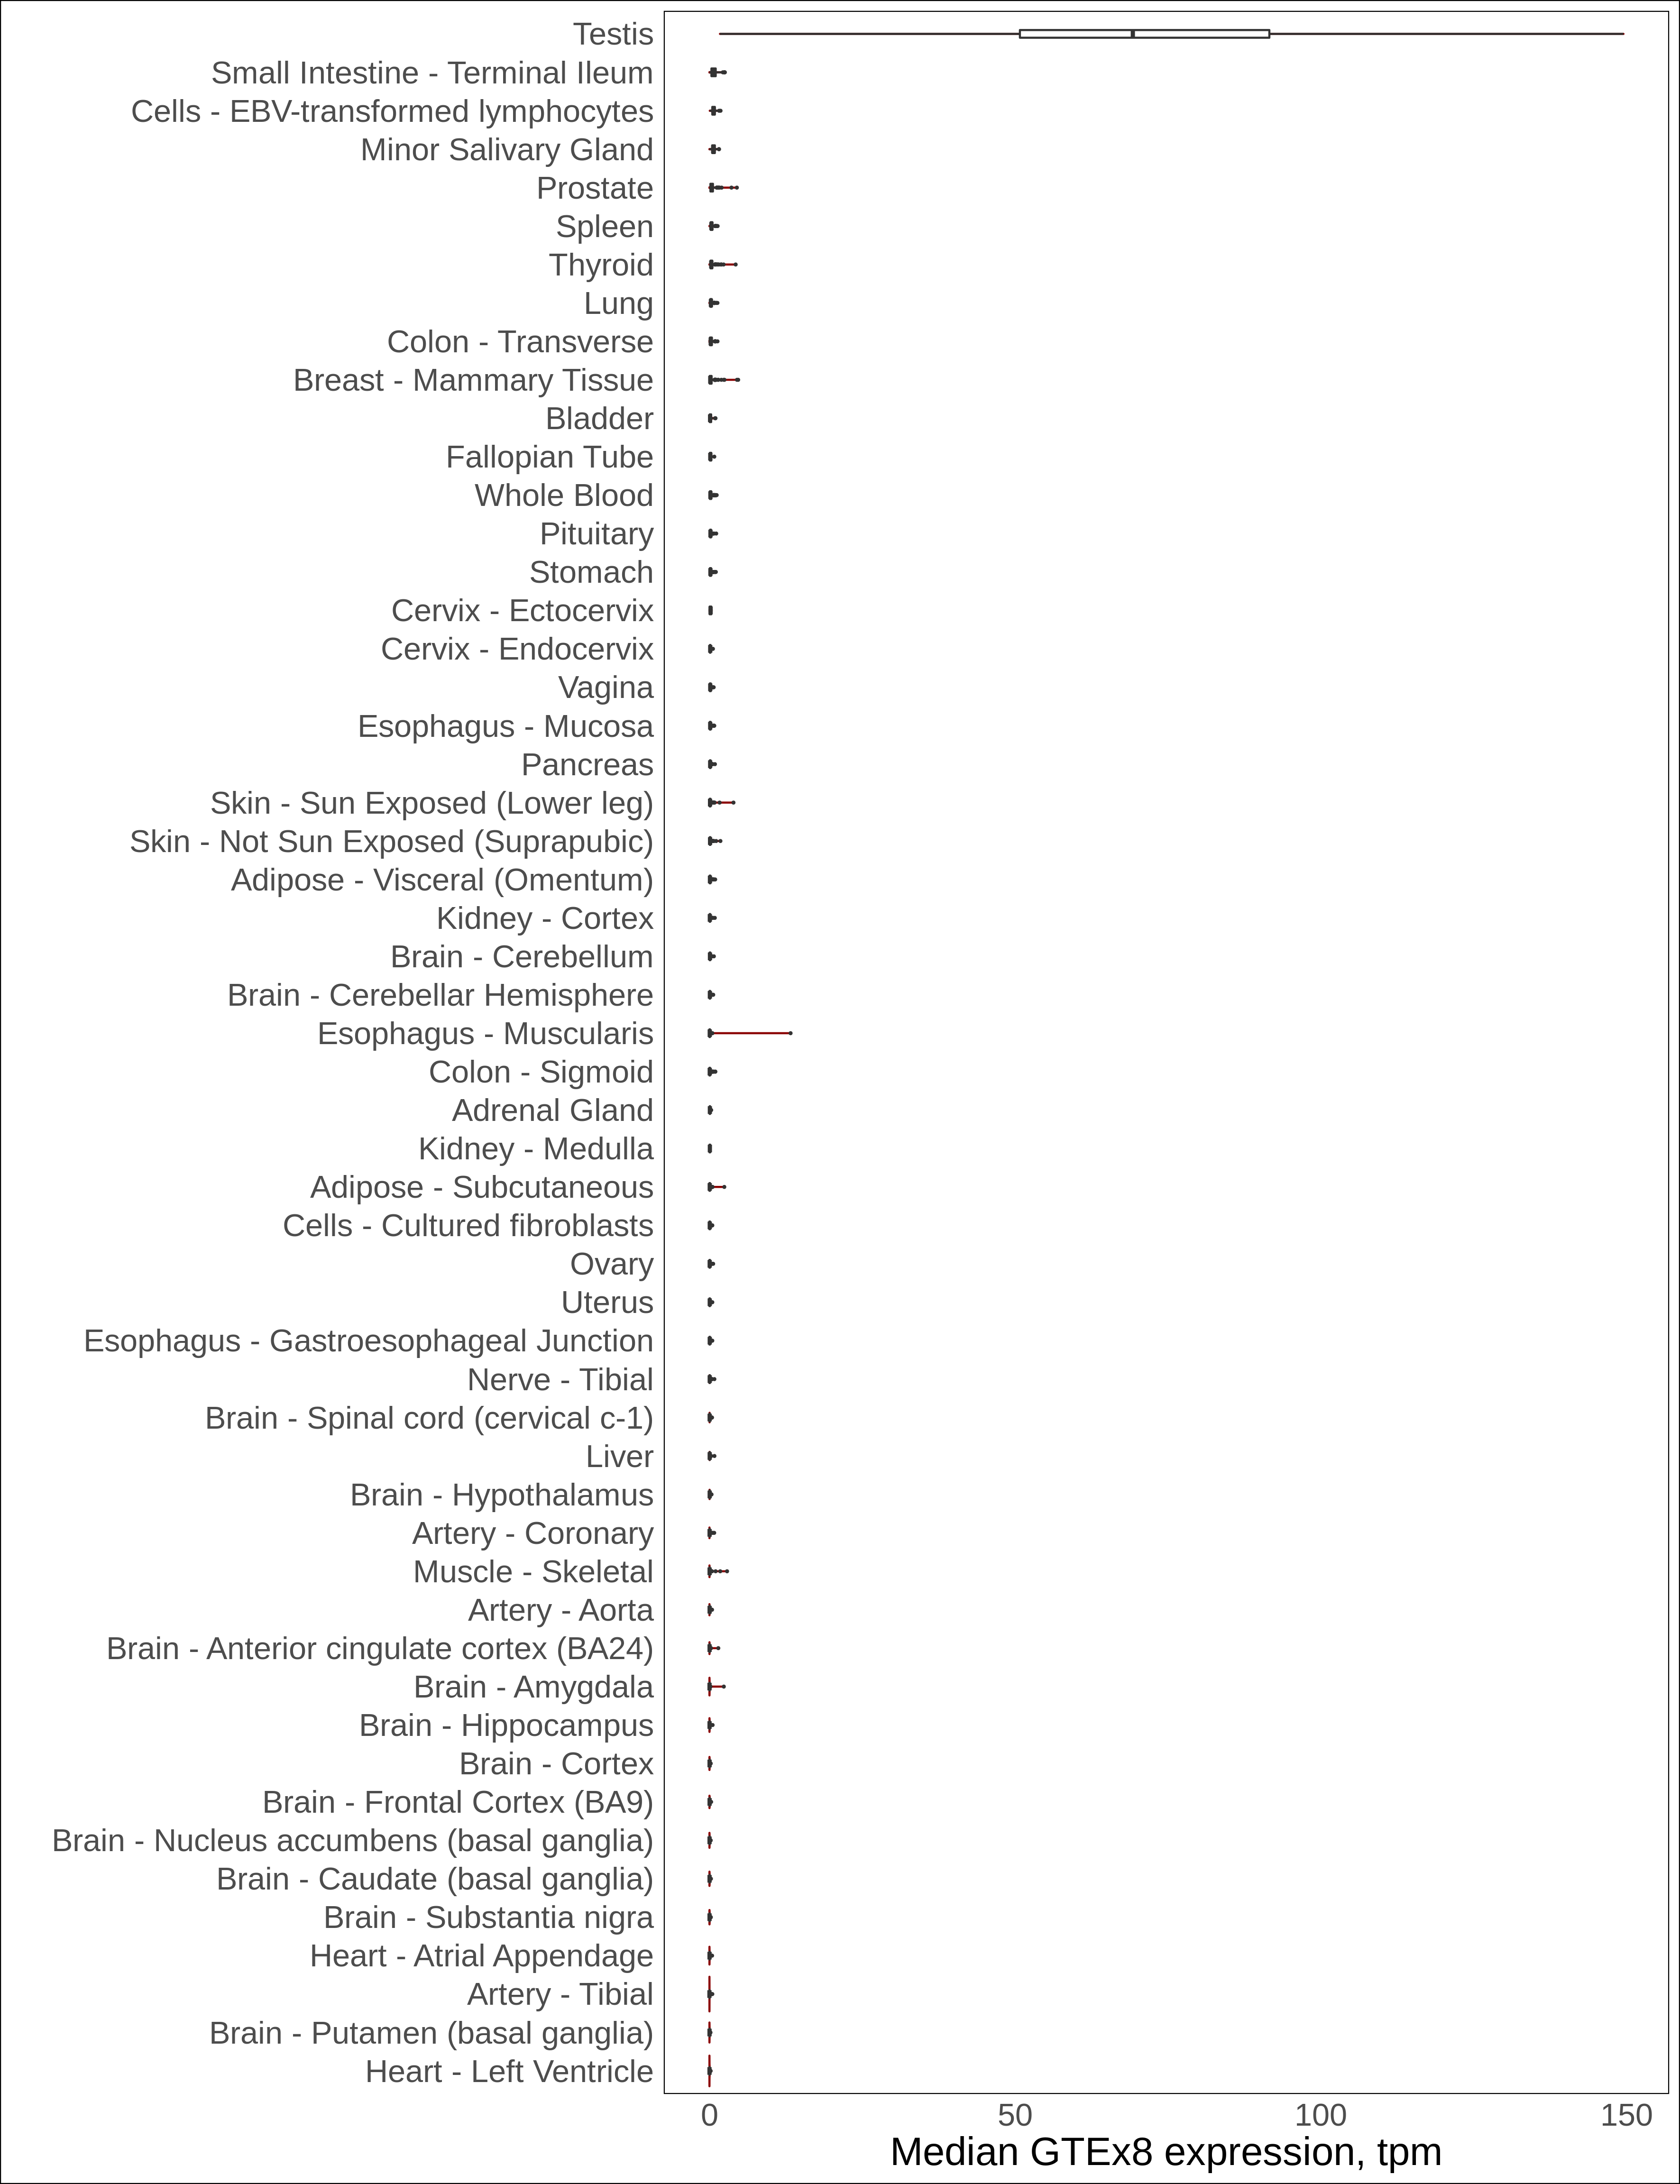 Testis
Small Intestine - Terminal Ileum
Cells - EBV-transformed lymphocytes
Minor Salivary Gland
Prostate
Spleen
Thyroid
Lung
Colon - Transverse
Breast - Mammary Tissue
Bladder
Fallopian Tube
Whole Blood
Pituitary
Stomach
Cervix - Ectocervix
Cervix - Endocervix
Vagina
Esophagus - Mucosa
Pancreas
Skin - Sun Exposed (Lower leg)
Skin - Not Sun Exposed (Suprapubic)
Adipose - Visceral (Omentum)
Kidney - Cortex
Brain - Cerebellum
Brain - Cerebellar Hemisphere
Esophagus - Muscularis
Colon - Sigmoid
Adrenal Gland
Kidney - Medulla
Adipose - Subcutaneous
Cells - Cultured fibroblasts
Ovary
Uterus
Esophagus - Gastroesophageal Junction
Nerve - Tibial
Brain - Spinal cord (cervical c-1)
Liver
Brain - Hypothalamus
Artery - Coronary
Muscle - Skeletal
Artery - Aorta
Brain - Anterior cingulate cortex (BA24)
Brain - Amygdala
Brain - Hippocampus
Brain - Cortex
Brain - Frontal Cortex (BA9)
Brain - Nucleus accumbens (basal ganglia)
Brain - Caudate (basal ganglia)
Brain - Substantia nigra
Heart - Atrial Appendage
Artery - Tibial
Brain - Putamen (basal ganglia)
Heart - Left Ventricle
0 50 100 150
Median GTEx8 expression, tpm